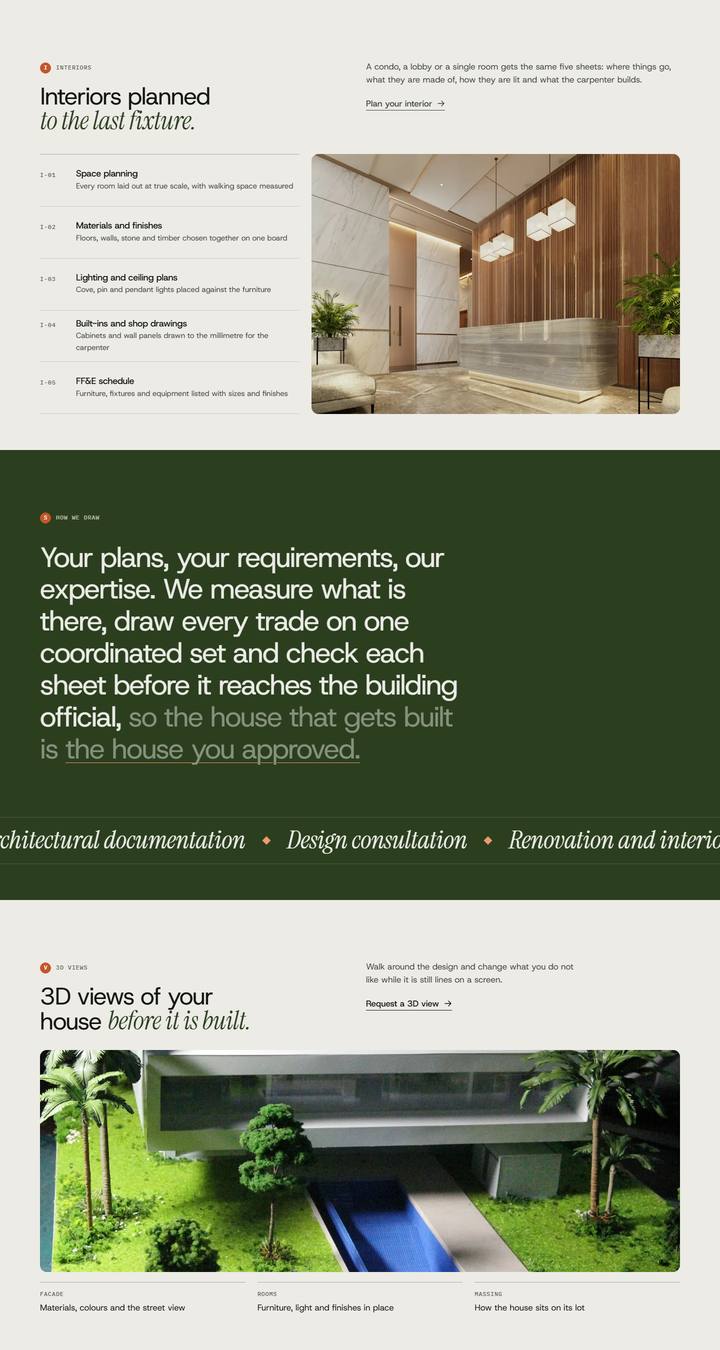 I INTERIORS
Interiors planned
to the last fixture.
A condo, a lobby or a single room gets the same five sheets: where things go,
what they are made of, how they are lit and what the carpenter builds.
Plan your interior →
I-01 Space planning
Every room laid out at true scale, with walking space measured
I-02 Materials and finishes
Floors, walls, stone and timber chosen together on one board
I-03 Lighting and ceiling plans
Cove, pin and pendant lights placed against the furniture
I-04 Built-ins and shop drawings
Cabinets and wall panels drawn to the millimetre for the
carpenter
I-05 FF&E schedule
Furniture, fixtures and equipment listed with sizes and finishes
S HOW WE DRAW
Your plans, your requirements, our
expertise. We measure what is
there, draw every trade on one
coordinated set and check each
sheet before it reaches the building
official, so the house that gets built
is the house you approved.
rchitectural documentation ◆ Design consultation ◆ Renovation and interio
V 3D VIEWS
3D views of your
house before it is built.
Walk around the design and change what you do not
like while it is still lines on a screen.
Request a 3D view →
FACADE
Materials, colours and the street view
ROOMS
Furniture, light and finishes in place
MASSING
How the house sits on its lot